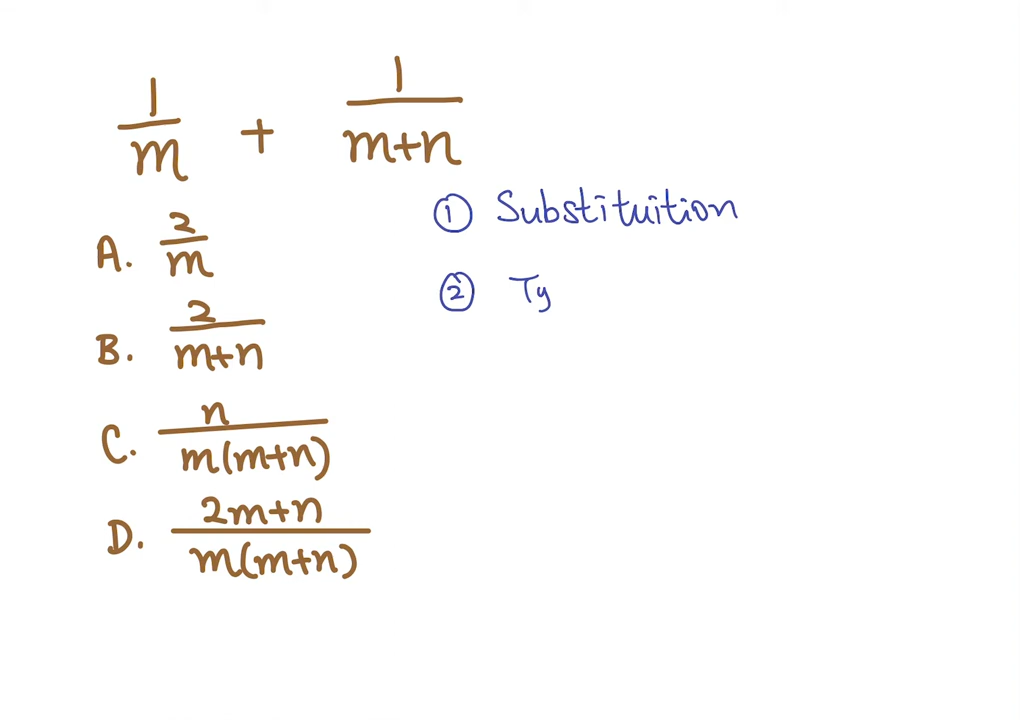 1/m + 1/(m+n)
① Substituition
A. 2/m
② Ty
B. 2/(m+n)
C. n/(m(m+n))
D. (2m+n)/(m(m+n))